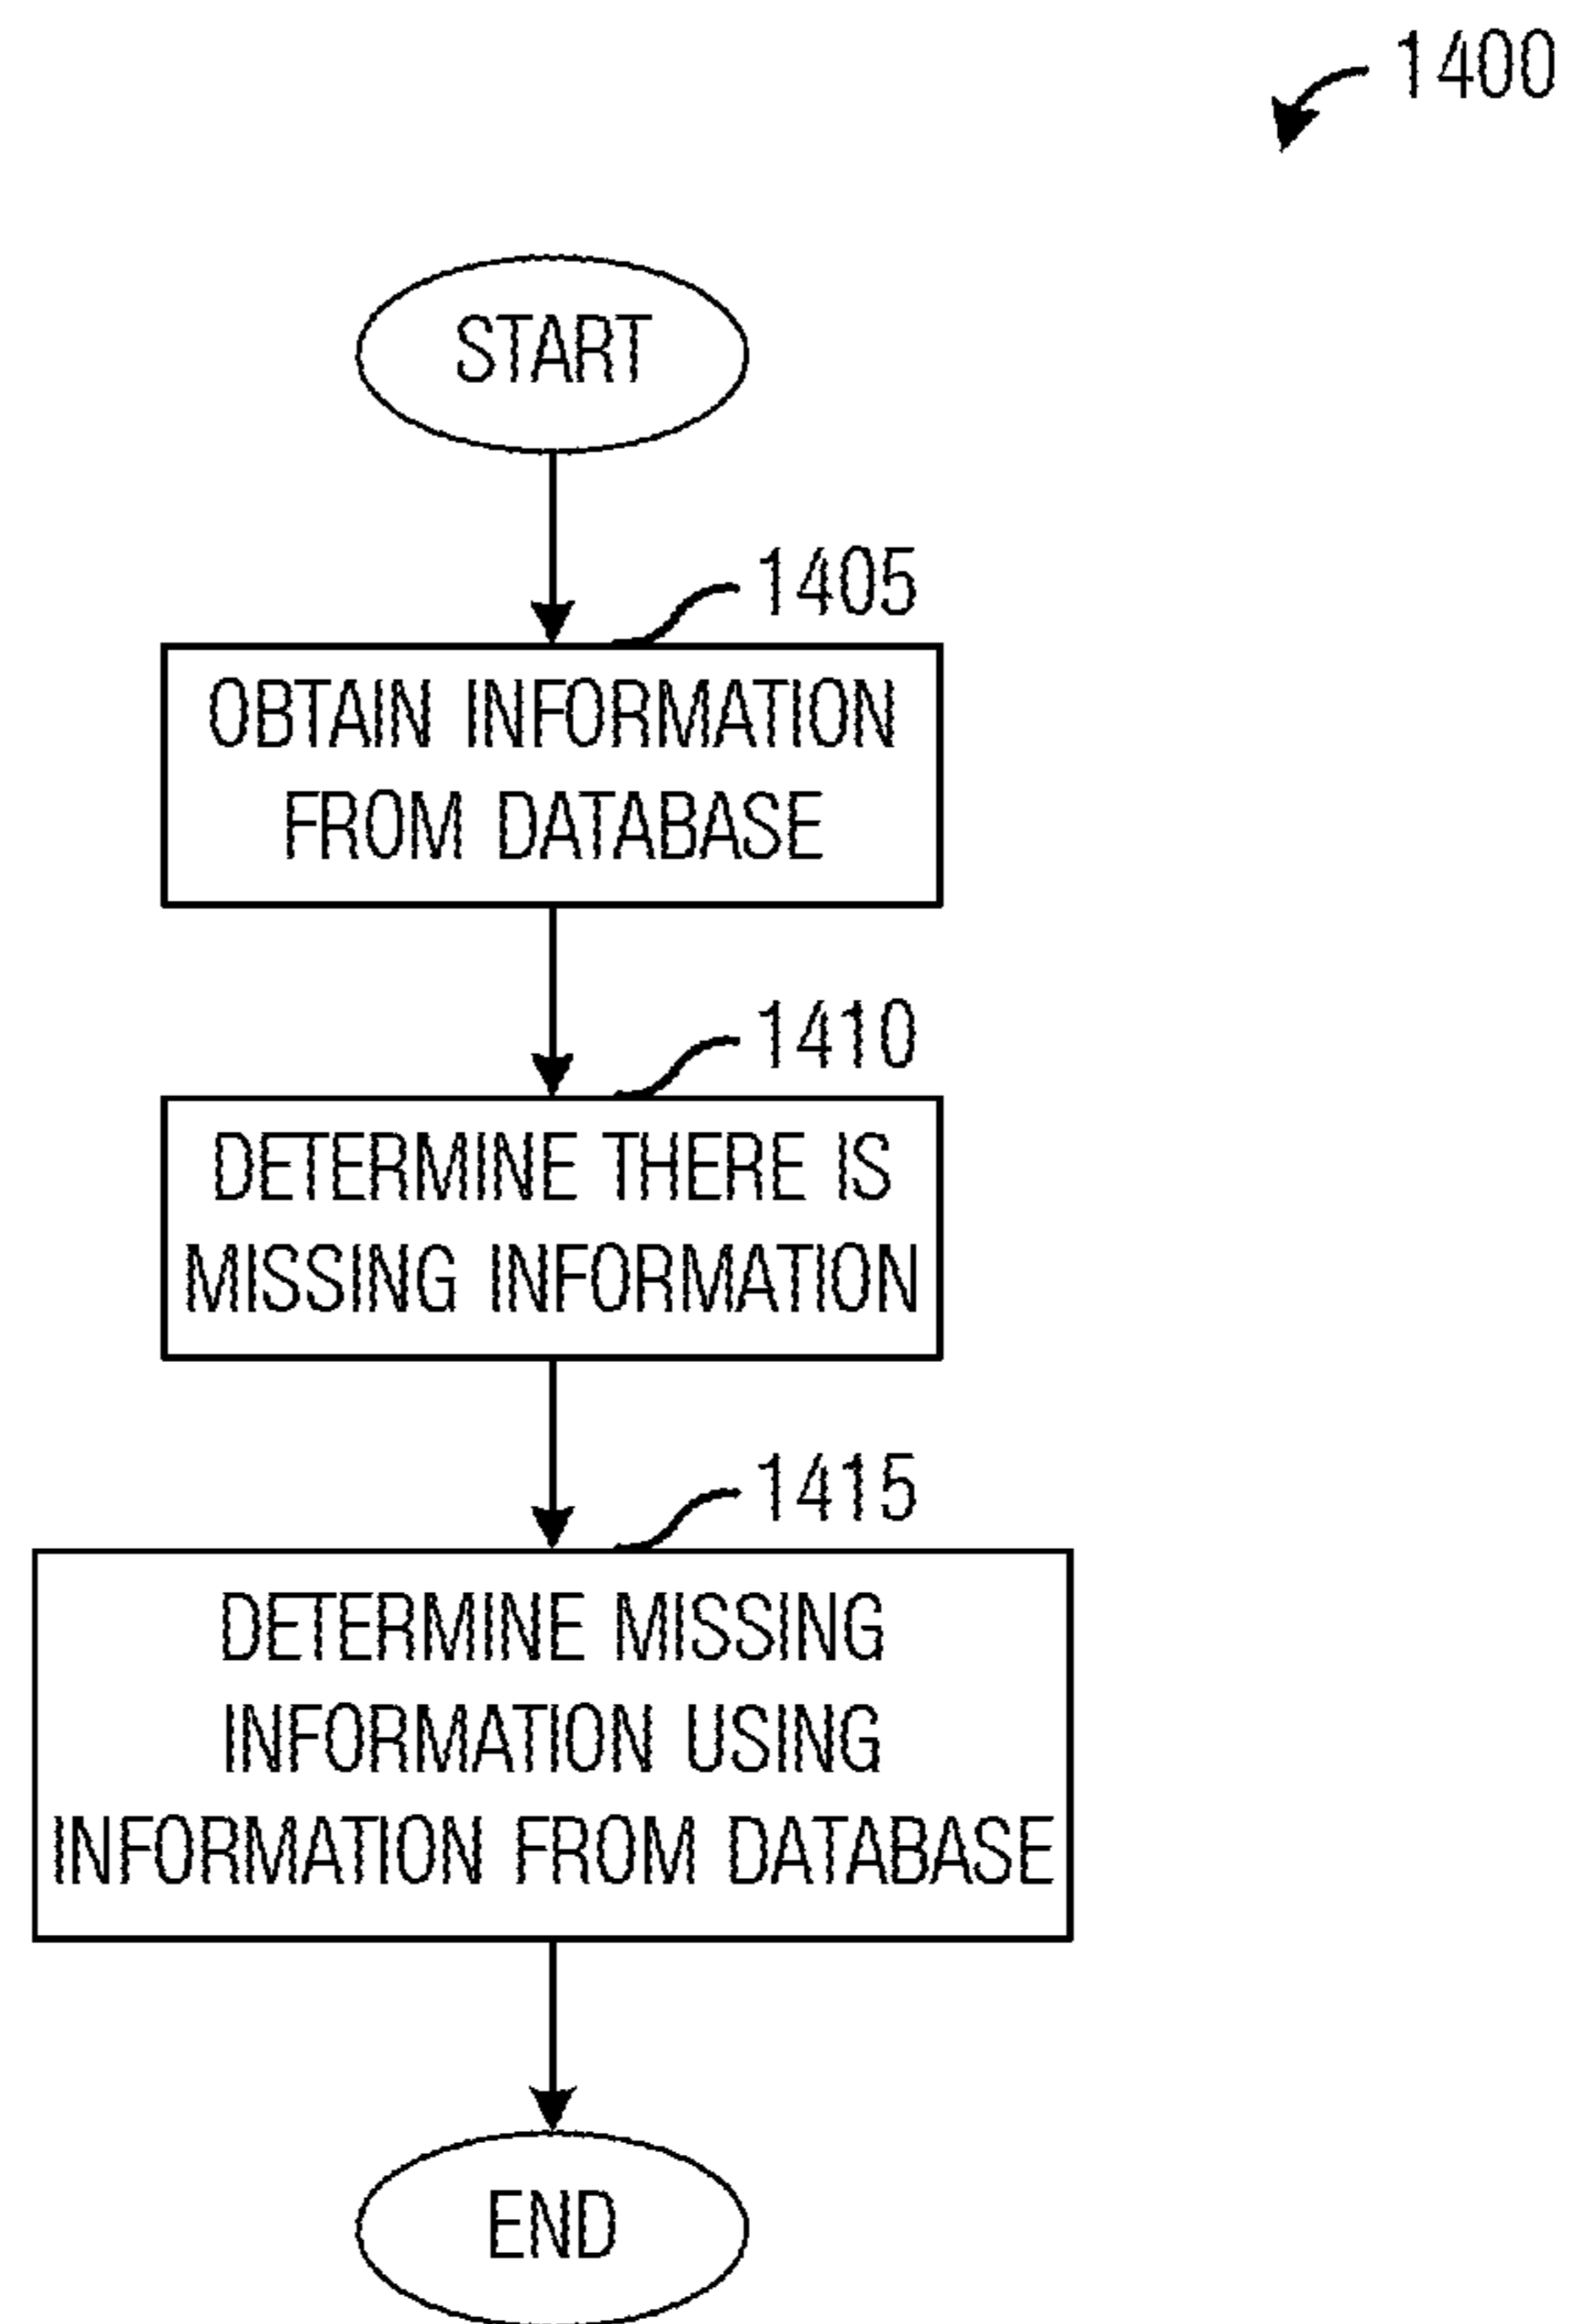 1400
START
1405
OBTAIN INFORMATION
FROM DATABASE
1410
DETERMINE THERE IS
MISSING INFORMATION
1415
DETERMINE MISSING
INFORMATION USING
INFORMATION FROM DATABASE
END